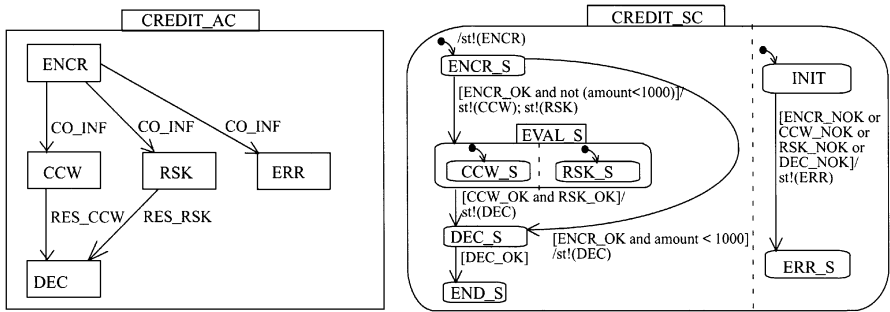 CREDIT_AC
ENCR
CO_INF
CO_INF
CO_INF
CCW
RSK
ERR
RES_CCW
RES_RSK
DEC
CREDIT_SC
/st!(ENCR)
ENCR_S
[ENCR_OK and not (amount<1000)]/
st!(CCW); st!(RSK)
EVAL_S
CCW_S
RSK_S
[CCW_OK and RSK_OK]/
st!(DEC)
DEC_S
[ENCR_OK and amount < 1000]
/st!(DEC)
[DEC_OK]
END_S
INIT
[ENCR_NOK or
CCW_NOK or
RSK_NOK or
DEC_NOK]/
st!(ERR)
ERR_S